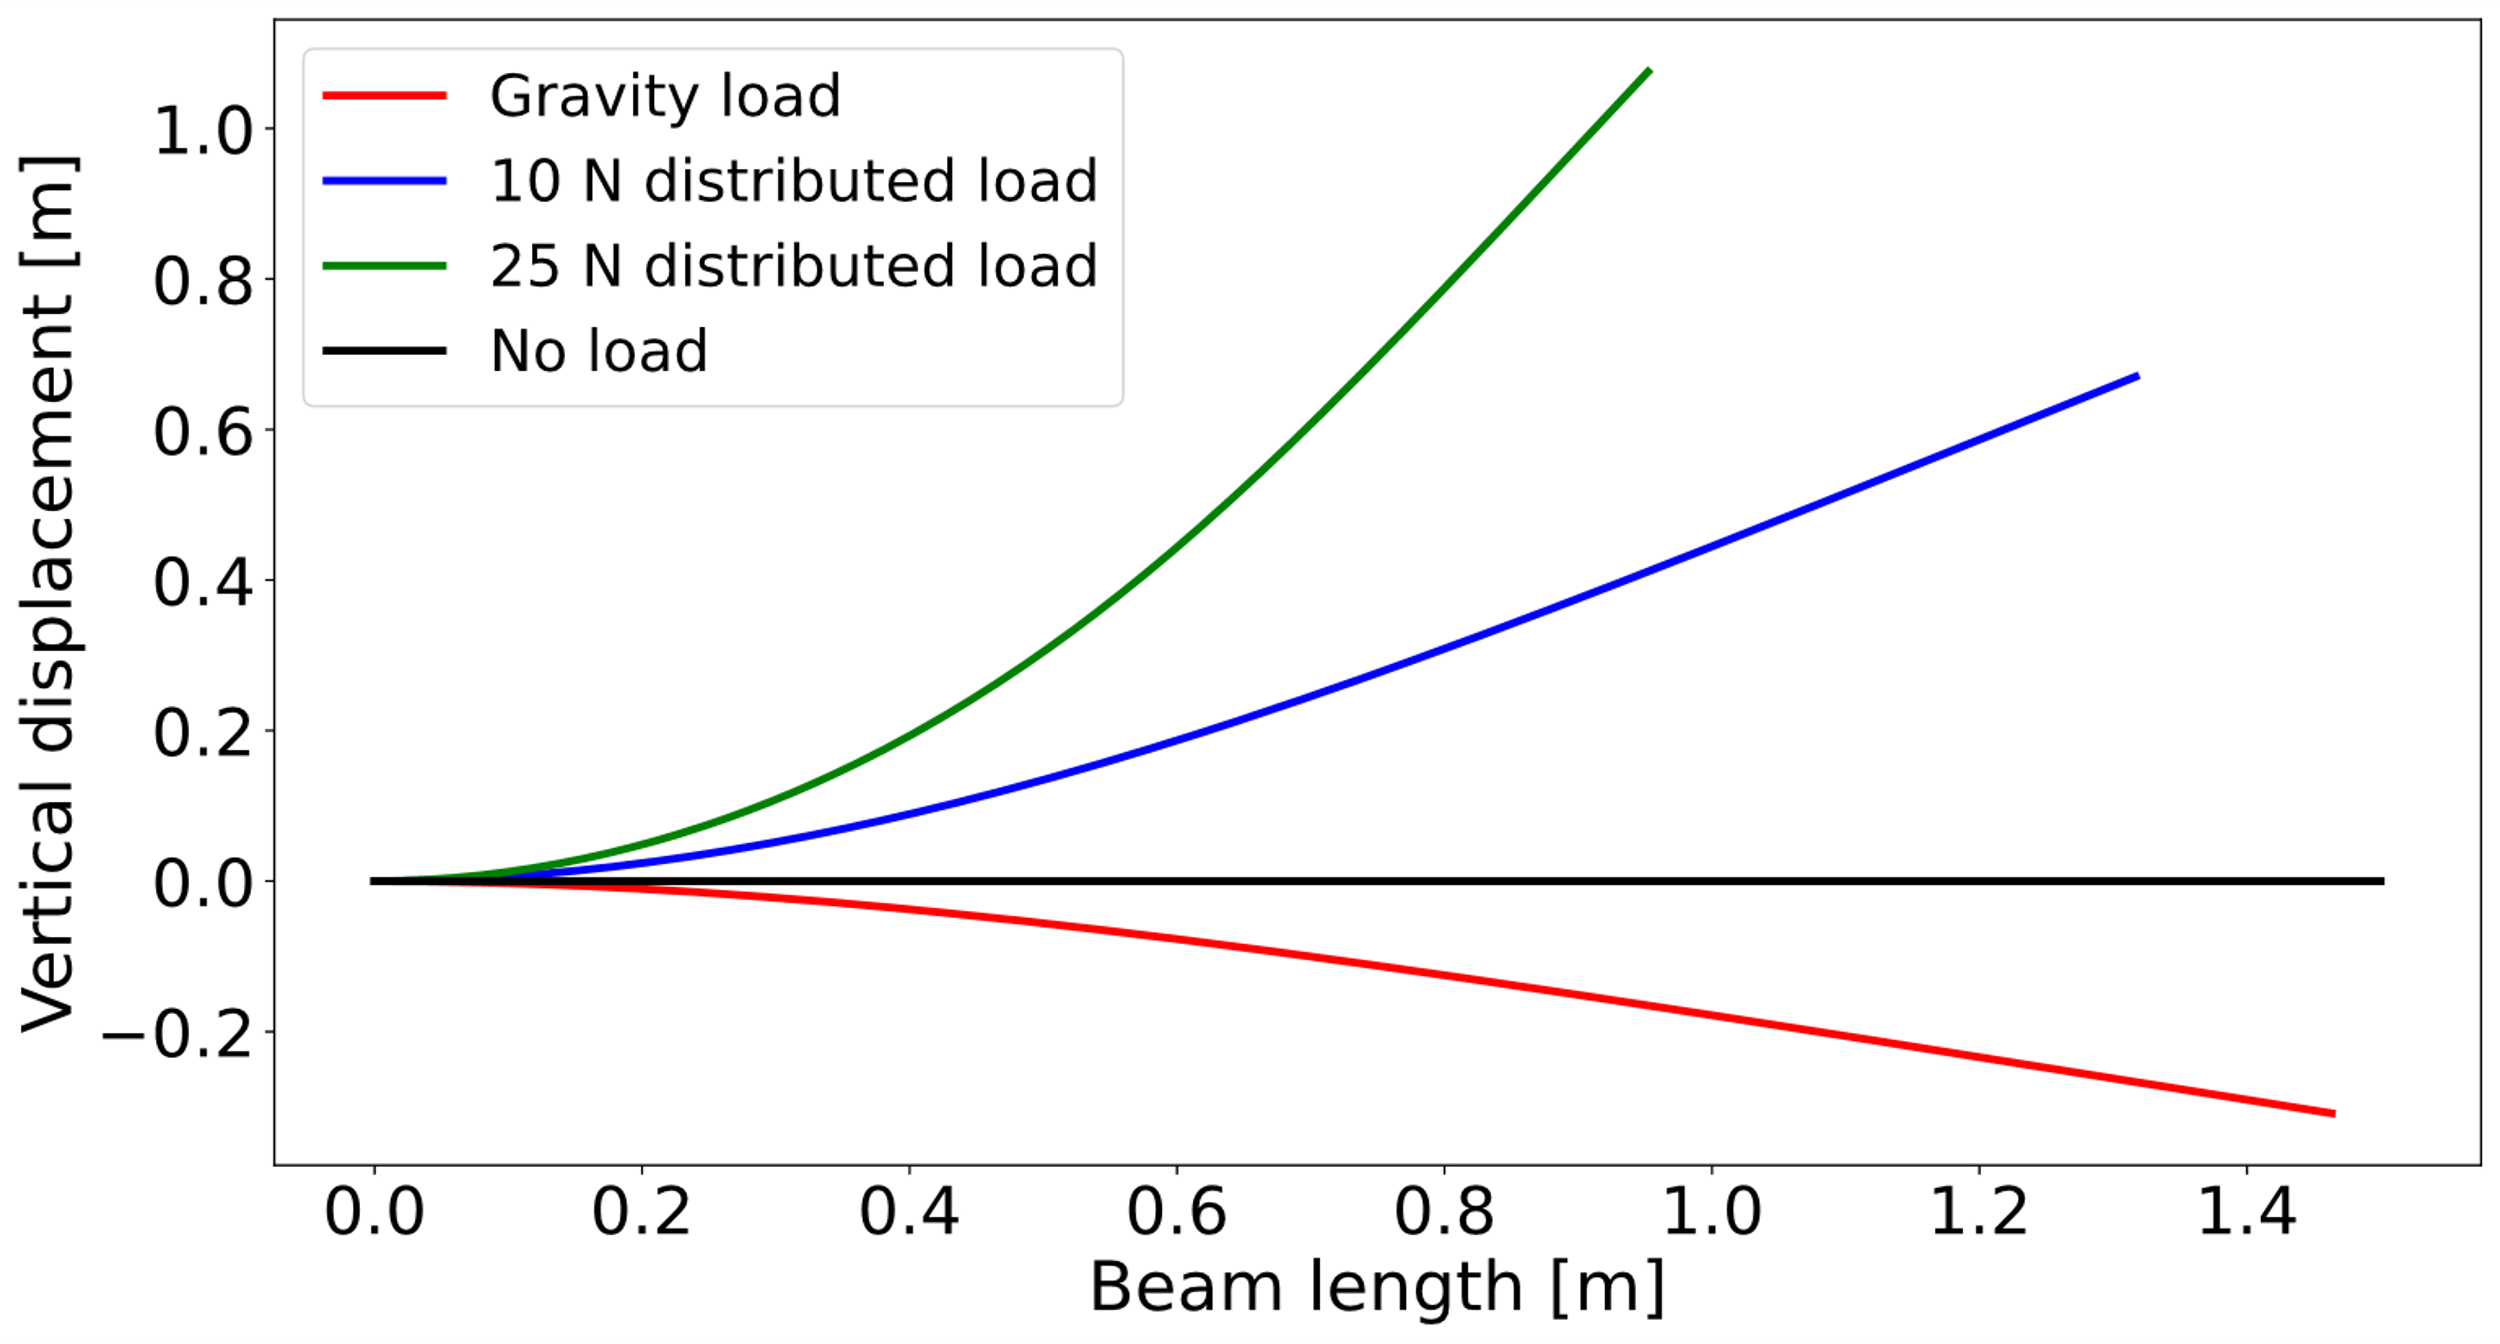 Gravity load
10 N distributed load
25 N distributed load
No load
Vertical displacement [m]
1.0
0.8
0.6
0.4
0.2
0.0
−0.2
0.0 0.2 0.4 0.6 0.8 1.0 1.2 1.4
Beam length [m]